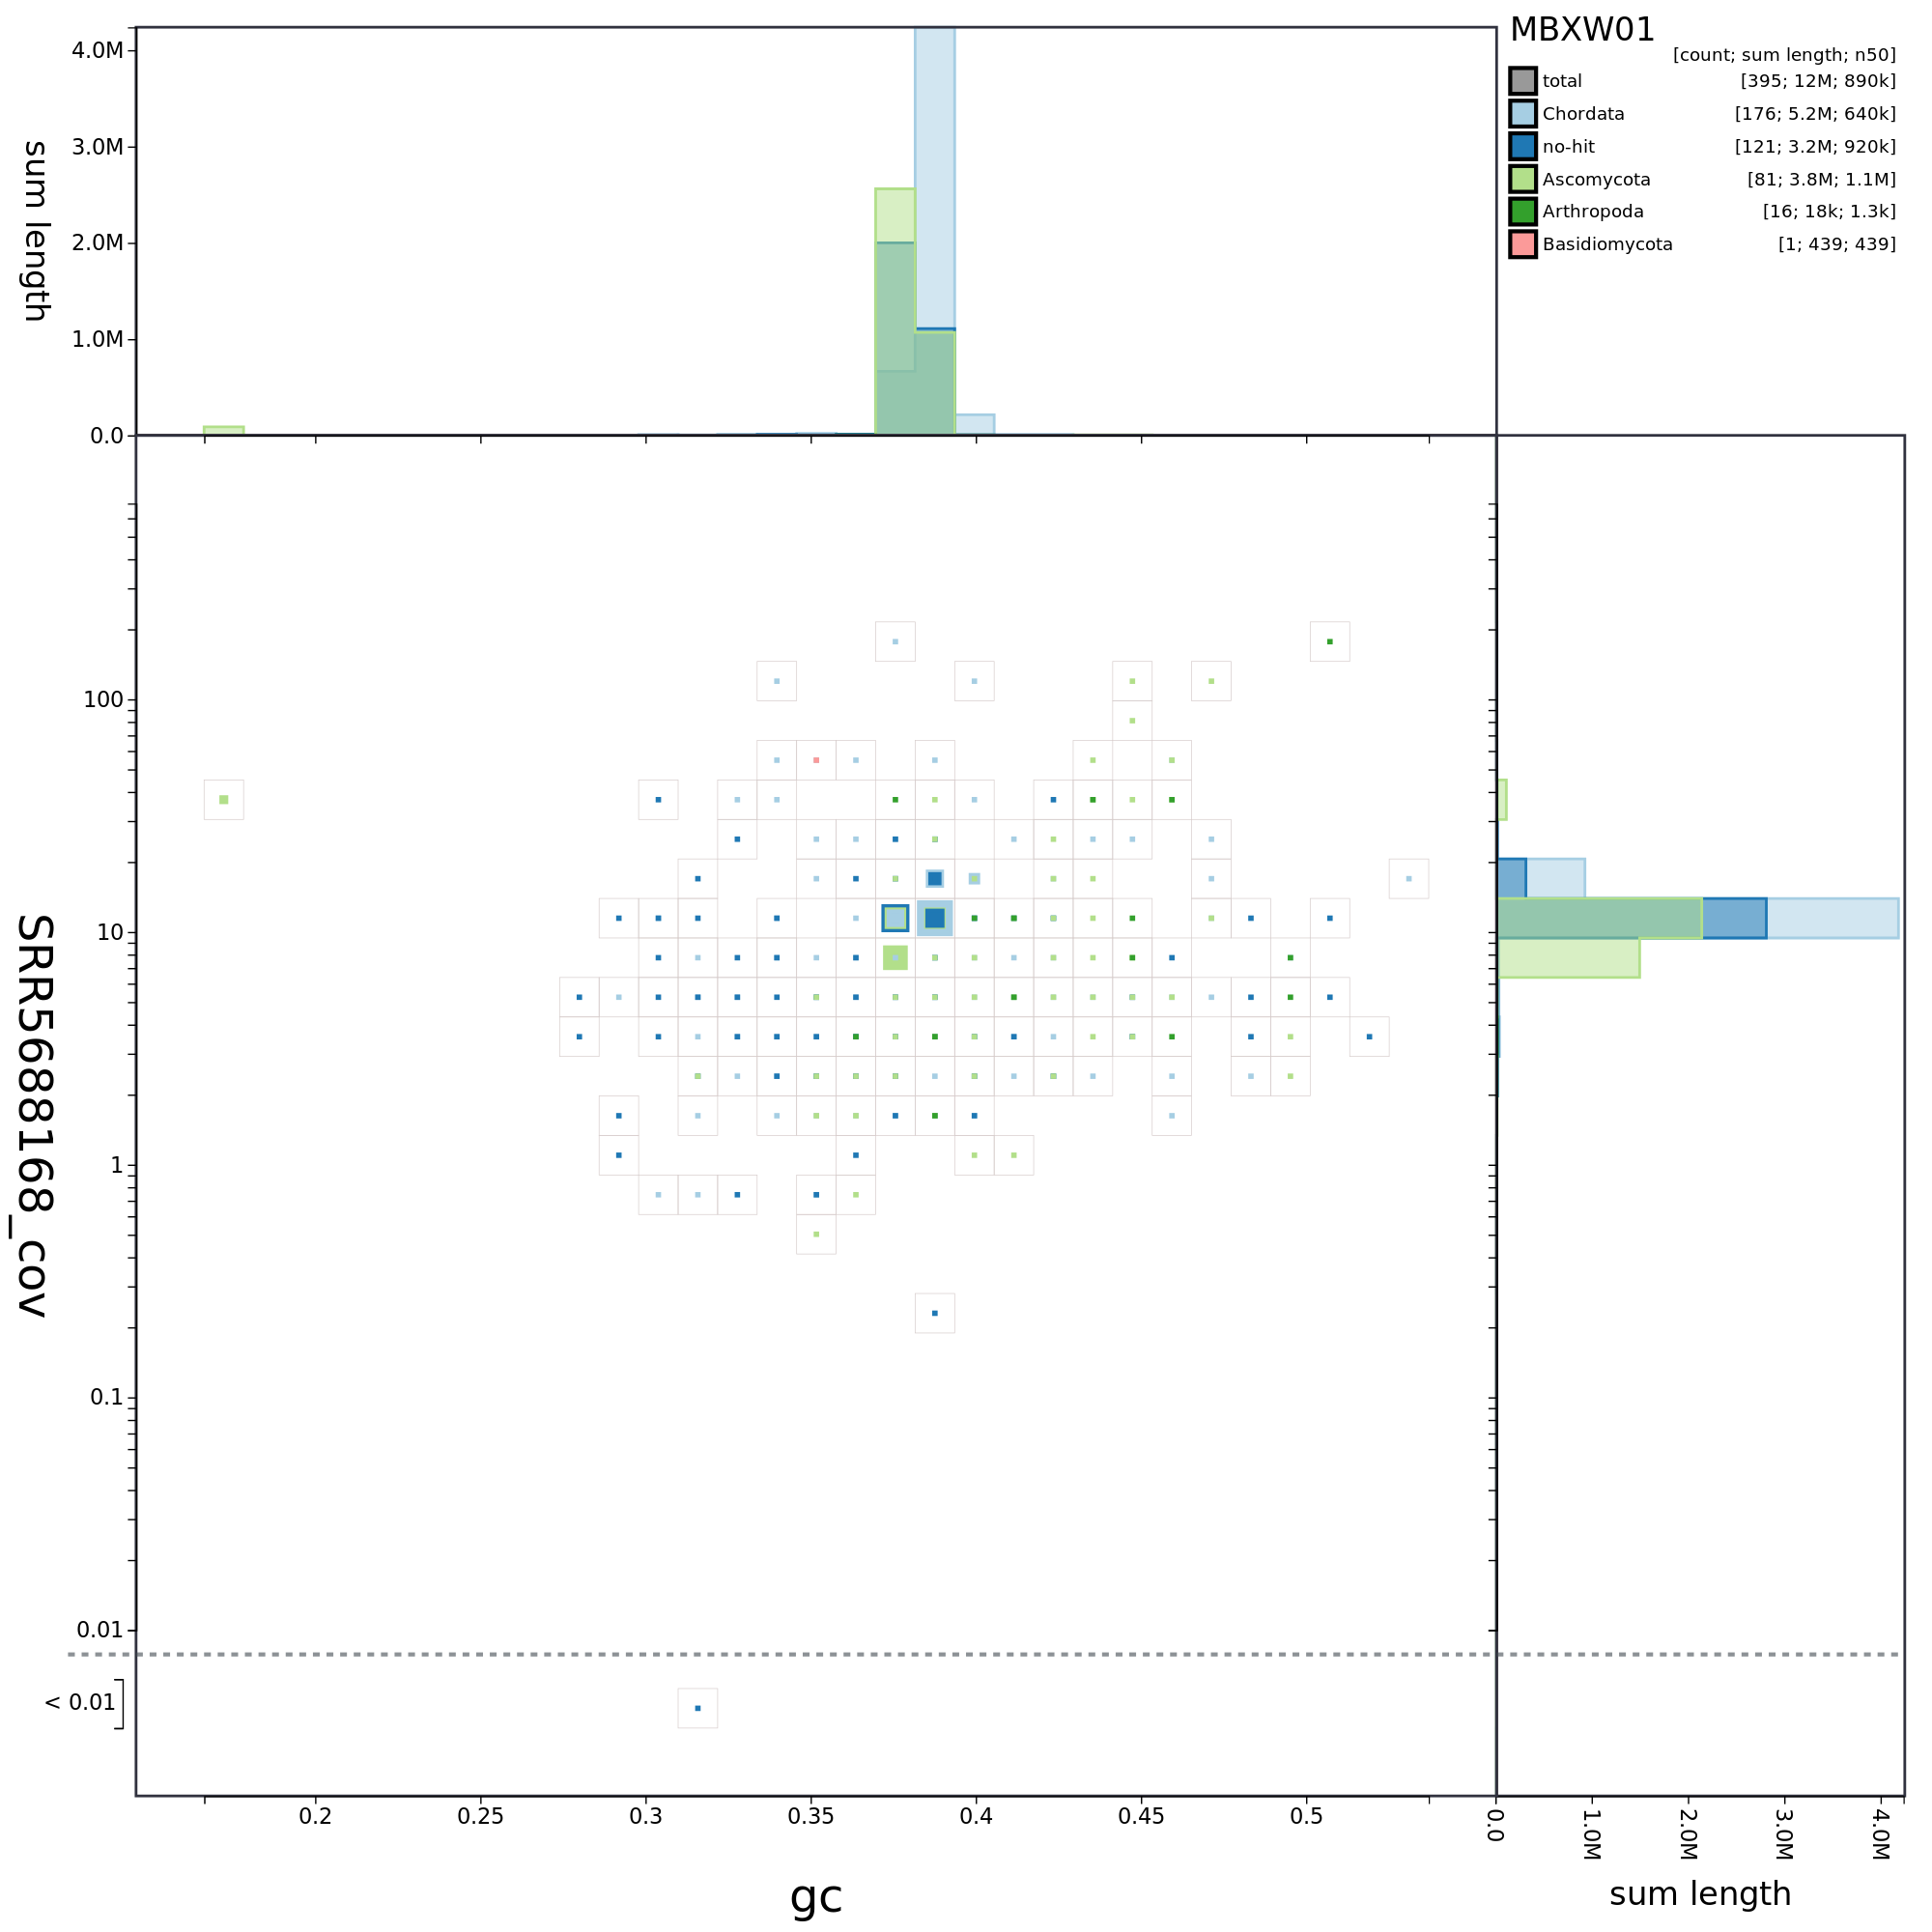 MBXW01
[count; sum length; n50]
total [395; 12M; 890k]
Chordata [176; 5.2M; 640k]
no-hit [121; 3.2M; 920k]
Ascomycota [81; 3.8M; 1.1M]
Arthropoda [16; 18k; 1.3k]
Basidiomycota [1; 439; 439]
sum length
4.0M
3.0M
2.0M
1.0M
0.0
SRR5688168_cov
100
10
1
0.1
0.01
< 0.01
0.2 0.25 0.3 0.35 0.4 0.45 0.5
gc
0.0 1.0M 2.0M 3.0M 4.0M
sum length